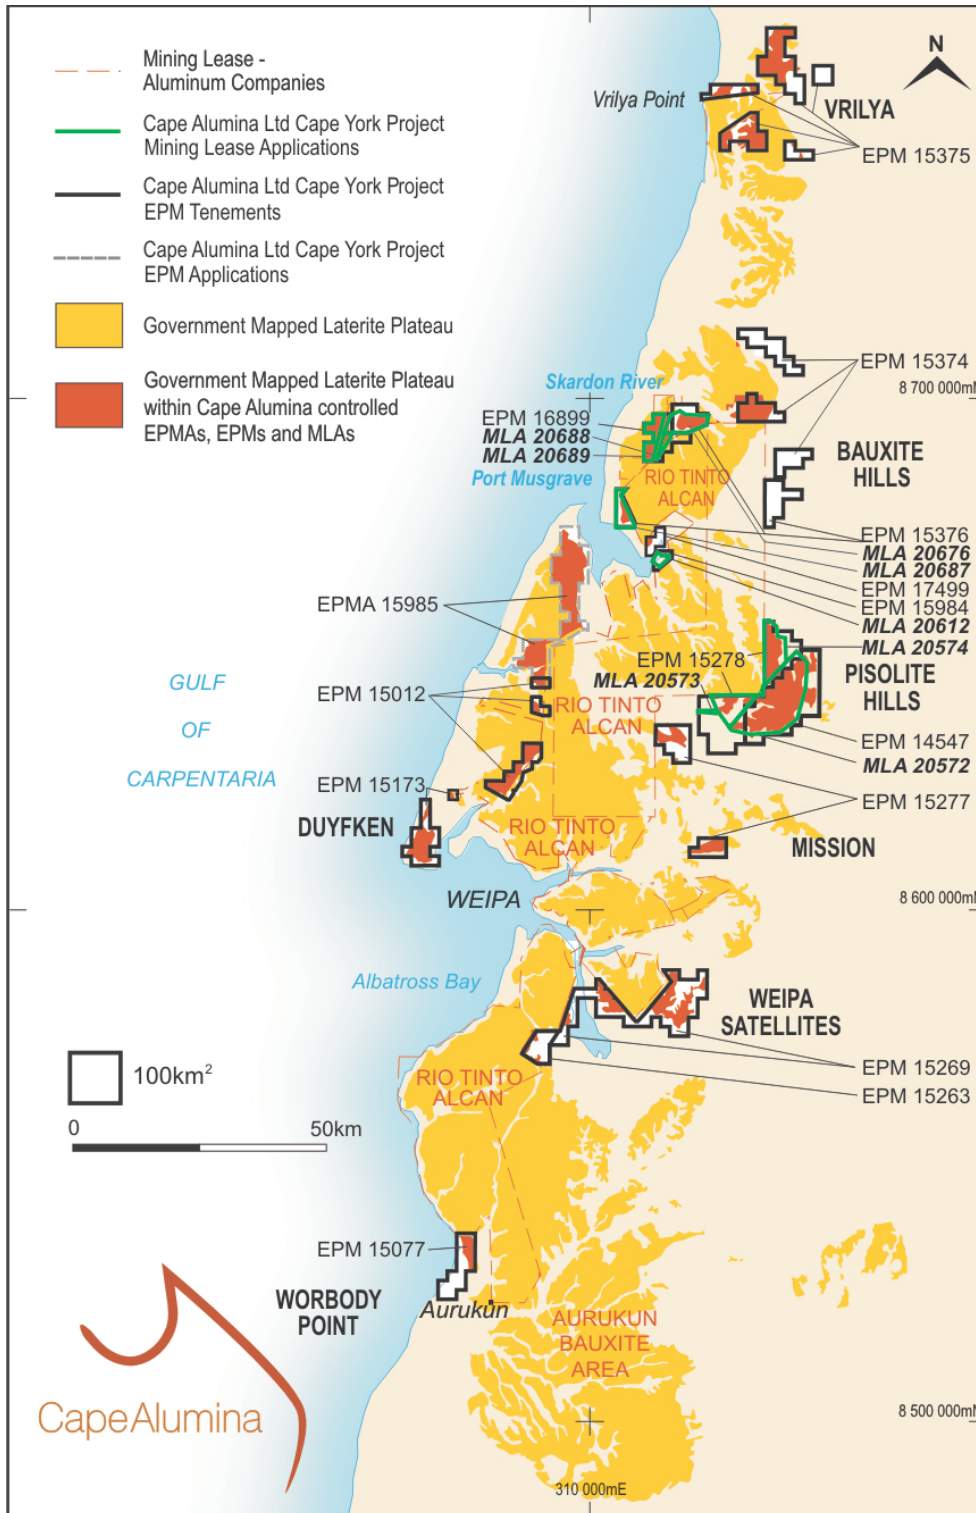 Mining Lease -
Aluminum Companies
Cape Alumina Ltd Cape York Project
Mining Lease Applications
Cape Alumina Ltd Cape York Project
EPM Tenements
Cape Alumina Ltd Cape York Project
EPM Applications
Government Mapped Laterite Plateau
Government Mapped Laterite Plateau
within Cape Alumina controlled
EPMAs, EPMs and MLAs
N
Vrilya Point
VRILYA
EPM 15375
EPM 15374
Skardon River
8 700 000mN
EPM 16899
MLA 20688
MLA 20689
BAUXITE
HILLS
Port Musgrave
RIO TINTO
ALCAN
EPM 15376
MLA 20676
MLA 20687
EPM 17499
EPM 15984
MLA 20612
MLA 20574
EPMA 15985
EPM 15278
MLA 20573
PISOLITE
HILLS
GULF
OF
CARPENTARIA
EPM 15012
RIO TINTO
ALCAN
EPM 14547
MLA 20572
EPM 15173
EPM 15277
DUYFKEN
RIO TINTO
ALCAN
MISSION
WEIPA
8 600 000mN
Albatross Bay
WEIPA
SATELLITES
EPM 15269
EPM 15263
100km2
RIO TINTO
ALCAN
0 50km
EPM 15077
WORBODY
POINT
Aurukun
AURUKUN
BAUXITE
AREA
CapeAlumina
8 500 000mN
310 000mE